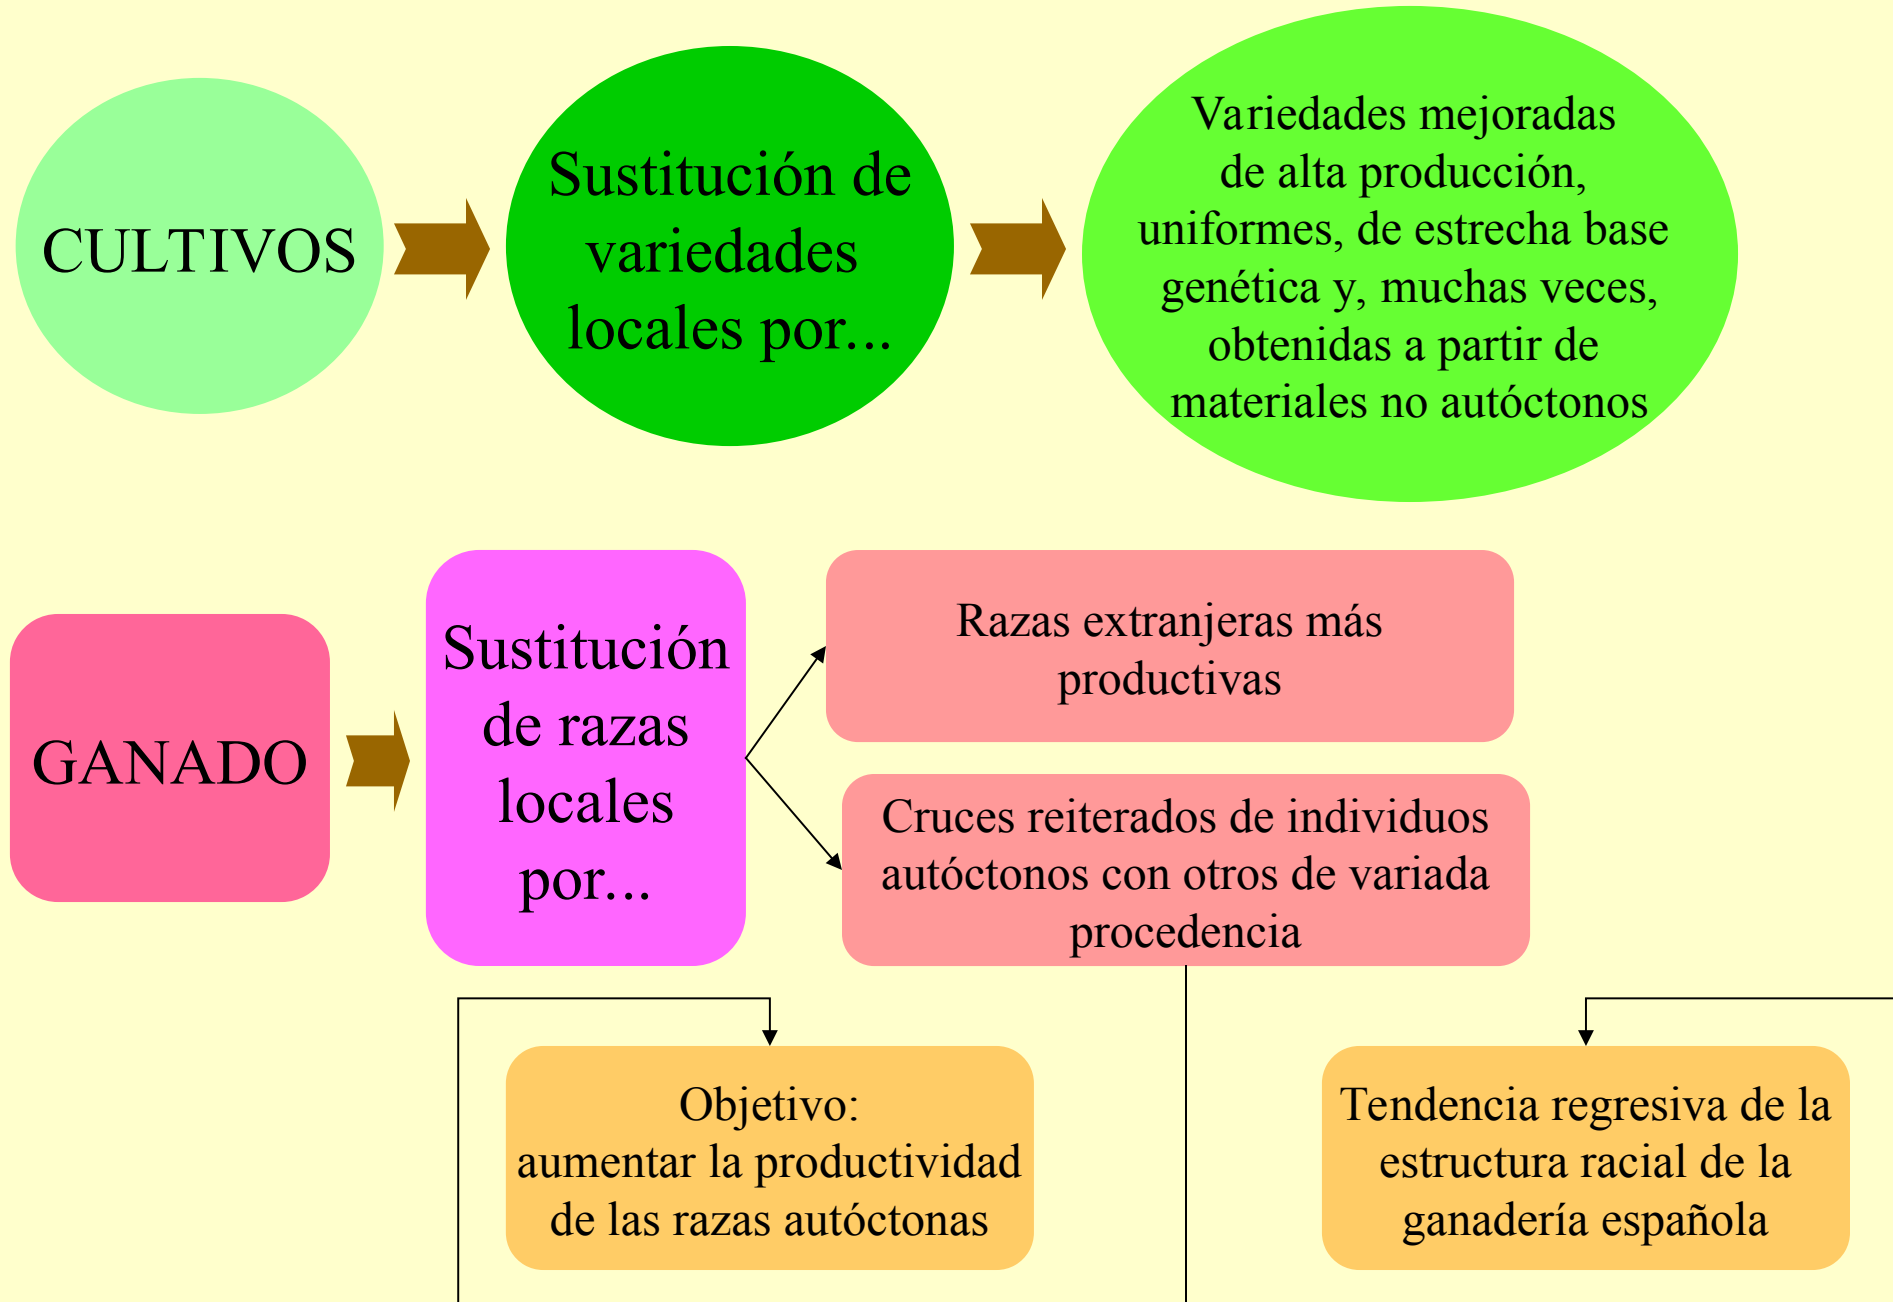 CULTIVOS
Sustitución de
variedades
locales por...
Variedades mejoradas
de alta producción,
uniformes, de estrecha base
genética y, muchas veces,
obtenidas a partir de
materiales no autóctonos
GANADO
Sustitución
de razas
locales
por...
Razas extranjeras más
productivas
Cruces reiterados de individuos
autóctonos con otros de variada
procedencia
Objetivo:
aumentar la productividad
de las razas autóctonas
Tendencia regresiva de la
estructura racial de la
ganadería española